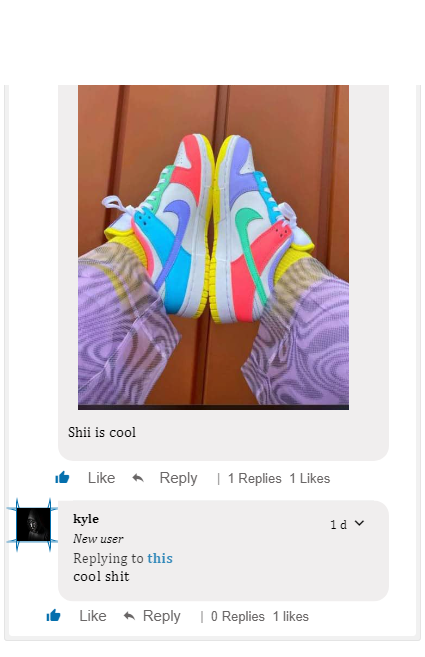 Shii is cool
Like Reply | 1 Replies 1 Likes
kyle 1 d
New user
Replying to this
cool shit
Like Reply | 0 Replies 1 likes